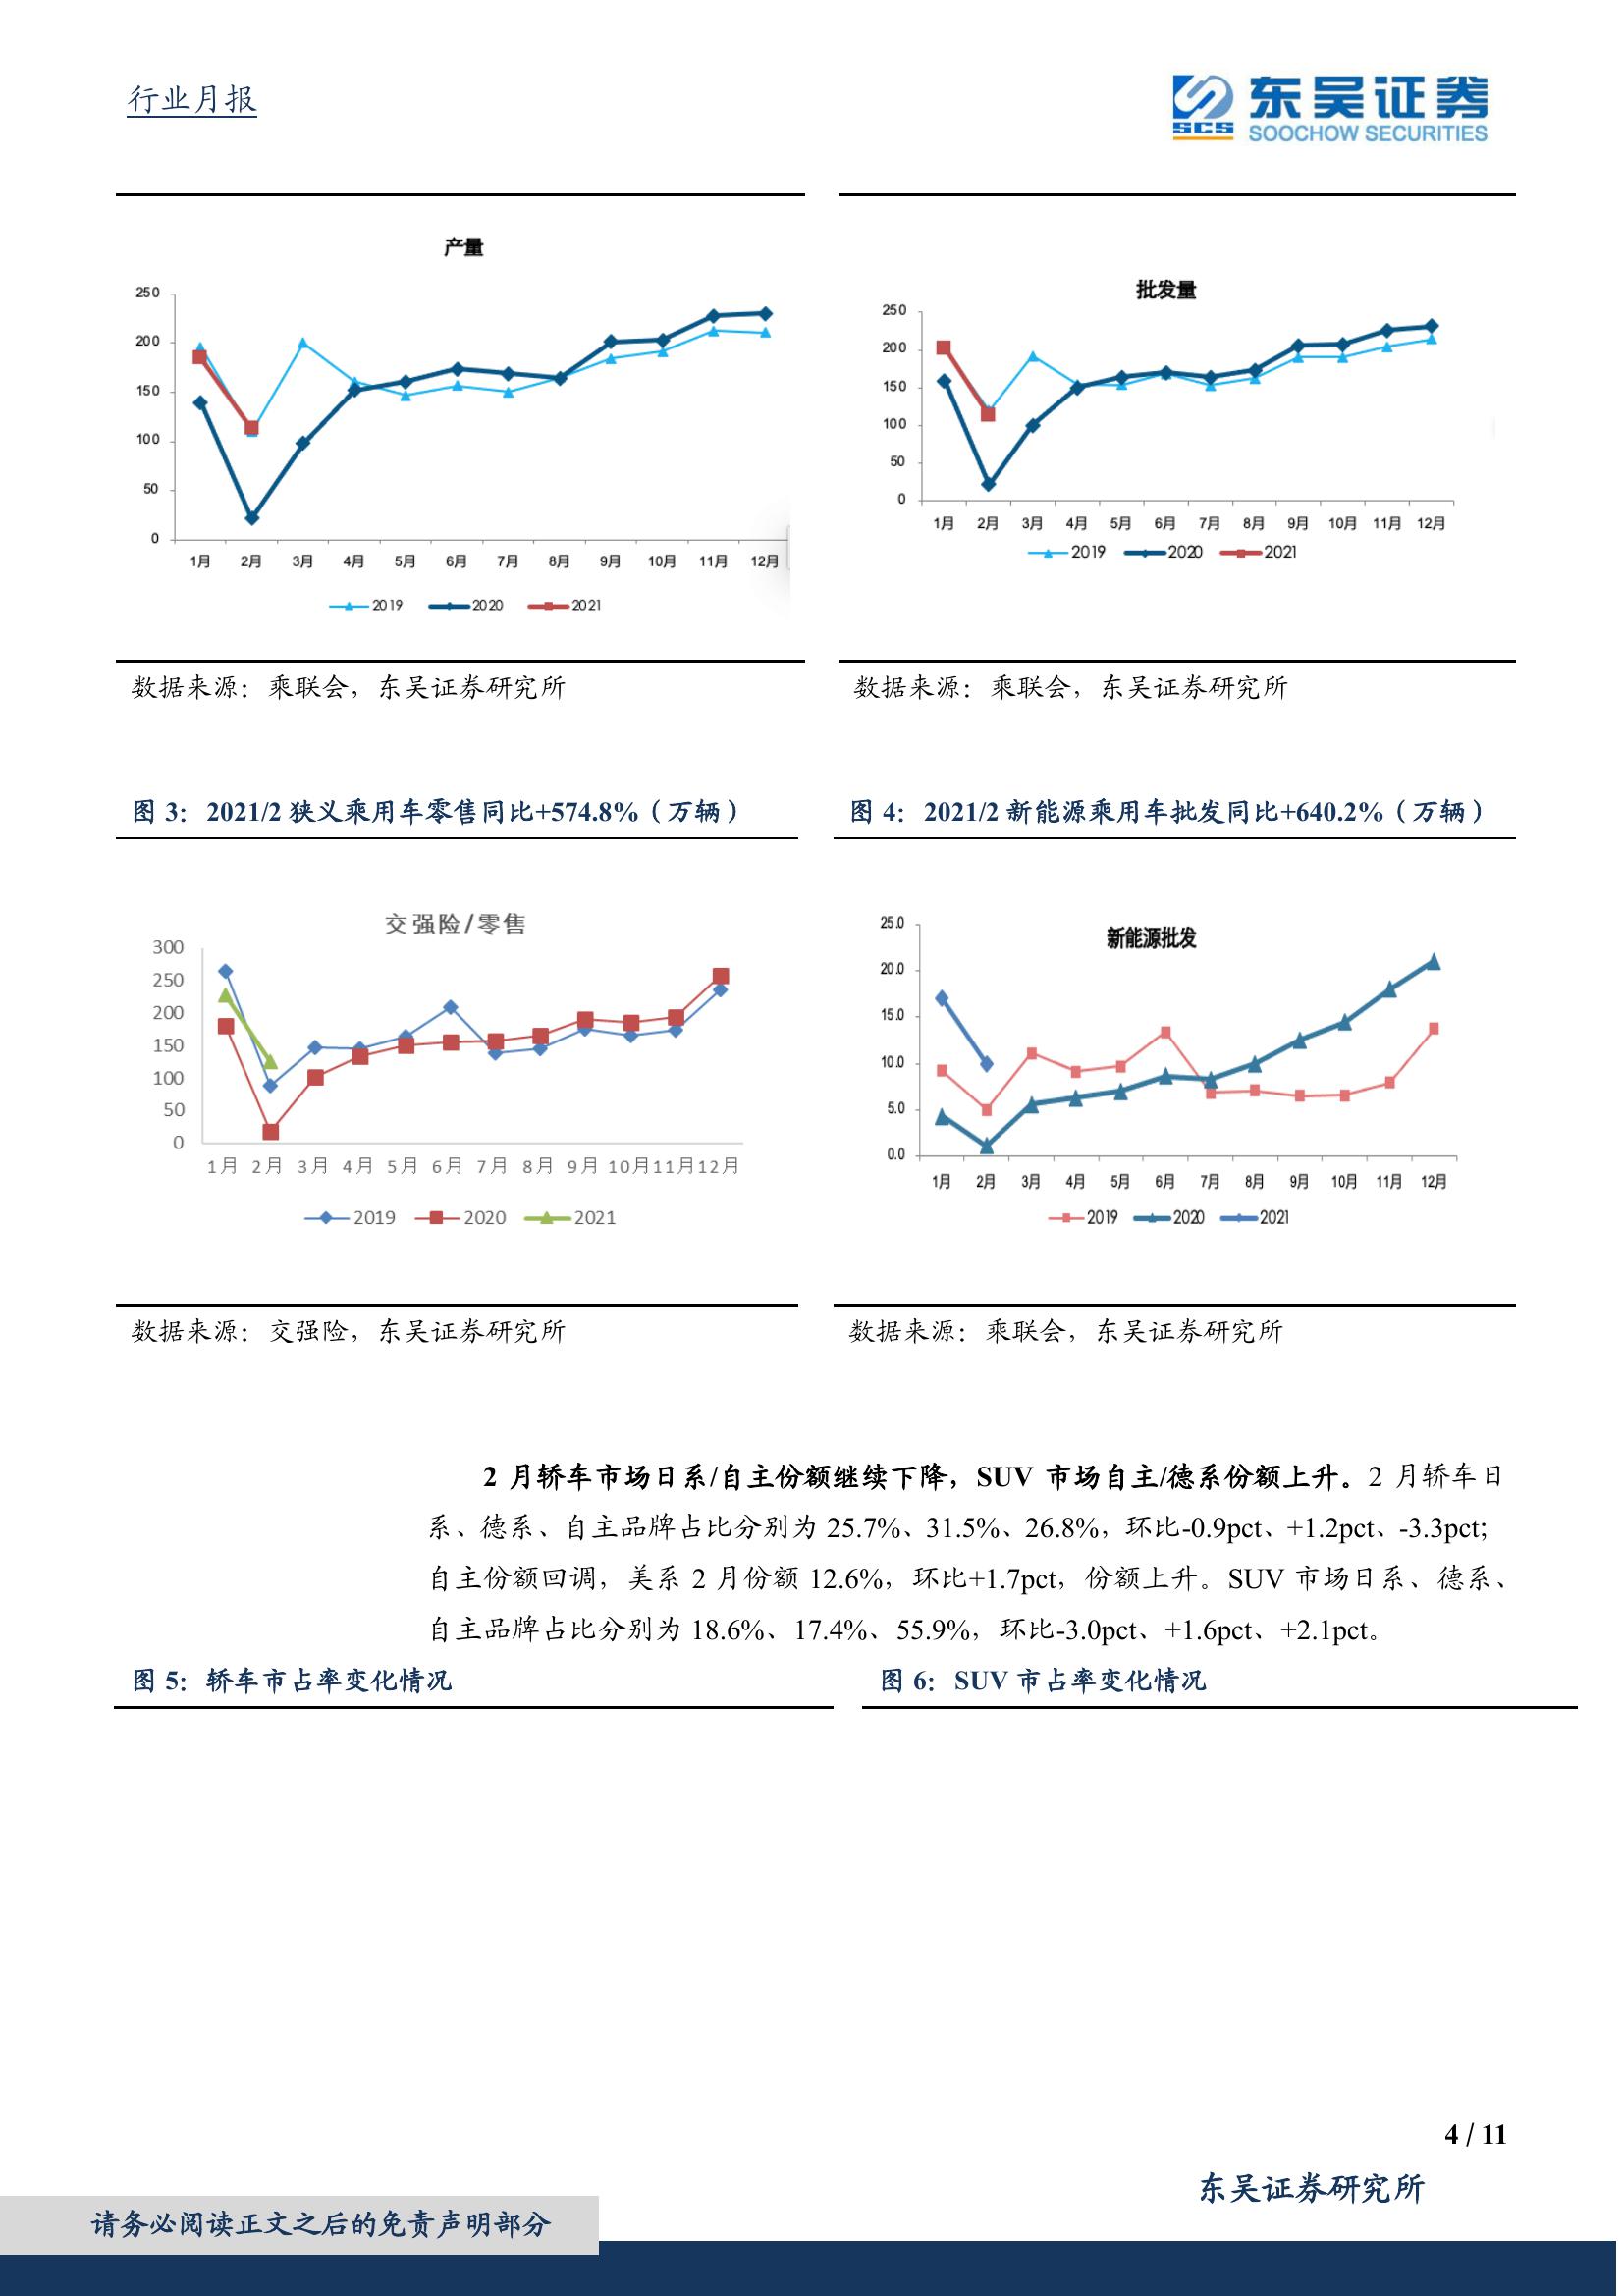 行业月报
SCS
东吴证券
SOOCHOW SECURITIES
产量
250
200
150
100
50
0
1月 2月 3月 4月 5月 6月 7月 8月 9月 10月 11月 12月
2019 2020 2021
批发量
250
200
150
100
50
0
1月 2月 3月 4月 5月 6月 7月 8月 9月 10月 11月 12月
2019 2020 2021
数据来源：乘联会，东吴证券研究所
数据来源：乘联会，东吴证券研究所
图 3：2021/2 狭义乘用车零售同比+574.8%（万辆）
图 4：2021/2 新能源乘用车批发同比+640.2%（万辆）
交强险/零售
300
250
200
150
100
50
0
1月 2月 3月 4月 5月 6月 7月 8月 9月 10月 11月 12月
2019 2020 2021
新能源批发
25.0
20.0
15.0
10.0
5.0
0.0
1月 2月 3月 4月 5月 6月 7月 8月 9月 10月 11月 12月
2019 2020 2021
数据来源：交强险，东吴证券研究所
数据来源：乘联会，东吴证券研究所
2 月轿车市场日系/自主份额继续下降，SUV 市场自主/德系份额上升。2 月轿车日
系、德系、自主品牌占比分别为 25.7%、31.5%、26.8%，环比-0.9pct、+1.2pct、-3.3pct;
自主份额回调，美系 2 月份额 12.6%，环比+1.7pct，份额上升。SUV 市场日系、德系、
自主品牌占比分别为 18.6%、17.4%、55.9%，环比-3.0pct、+1.6pct、+2.1pct。
图 5：轿车市占率变化情况
图 6：SUV 市占率变化情况
4 / 11
东吴证券研究所
请务必阅读正文之后的免责声明部分